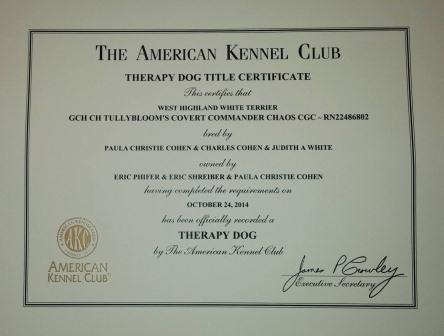 THE AMERICAN KENNEL CLUB
THERAPY DOG TITLE CERTIFICATE
This certifies that
WEST HIGHLAND WHITE TERRIER
GCH CH TULLYBLOOM'S COVERT COMMANDER CHAOS CGC ~ RN22486802
bred by
PAULA CHRISTIE COHEN & CHARLES COHEN & JUDITH A WHITE
owned by
ERIC PHIFER & ERIC SHREIBER & PAULA CHRISTIE COHEN
having completed the requirements on
OCTOBER 24, 2014
has been officially recorded a
THERAPY DOG
by The American Kennel Club
AKC
AMERICAN
KENNEL CLUB
James P Crowley
Executive Secretary